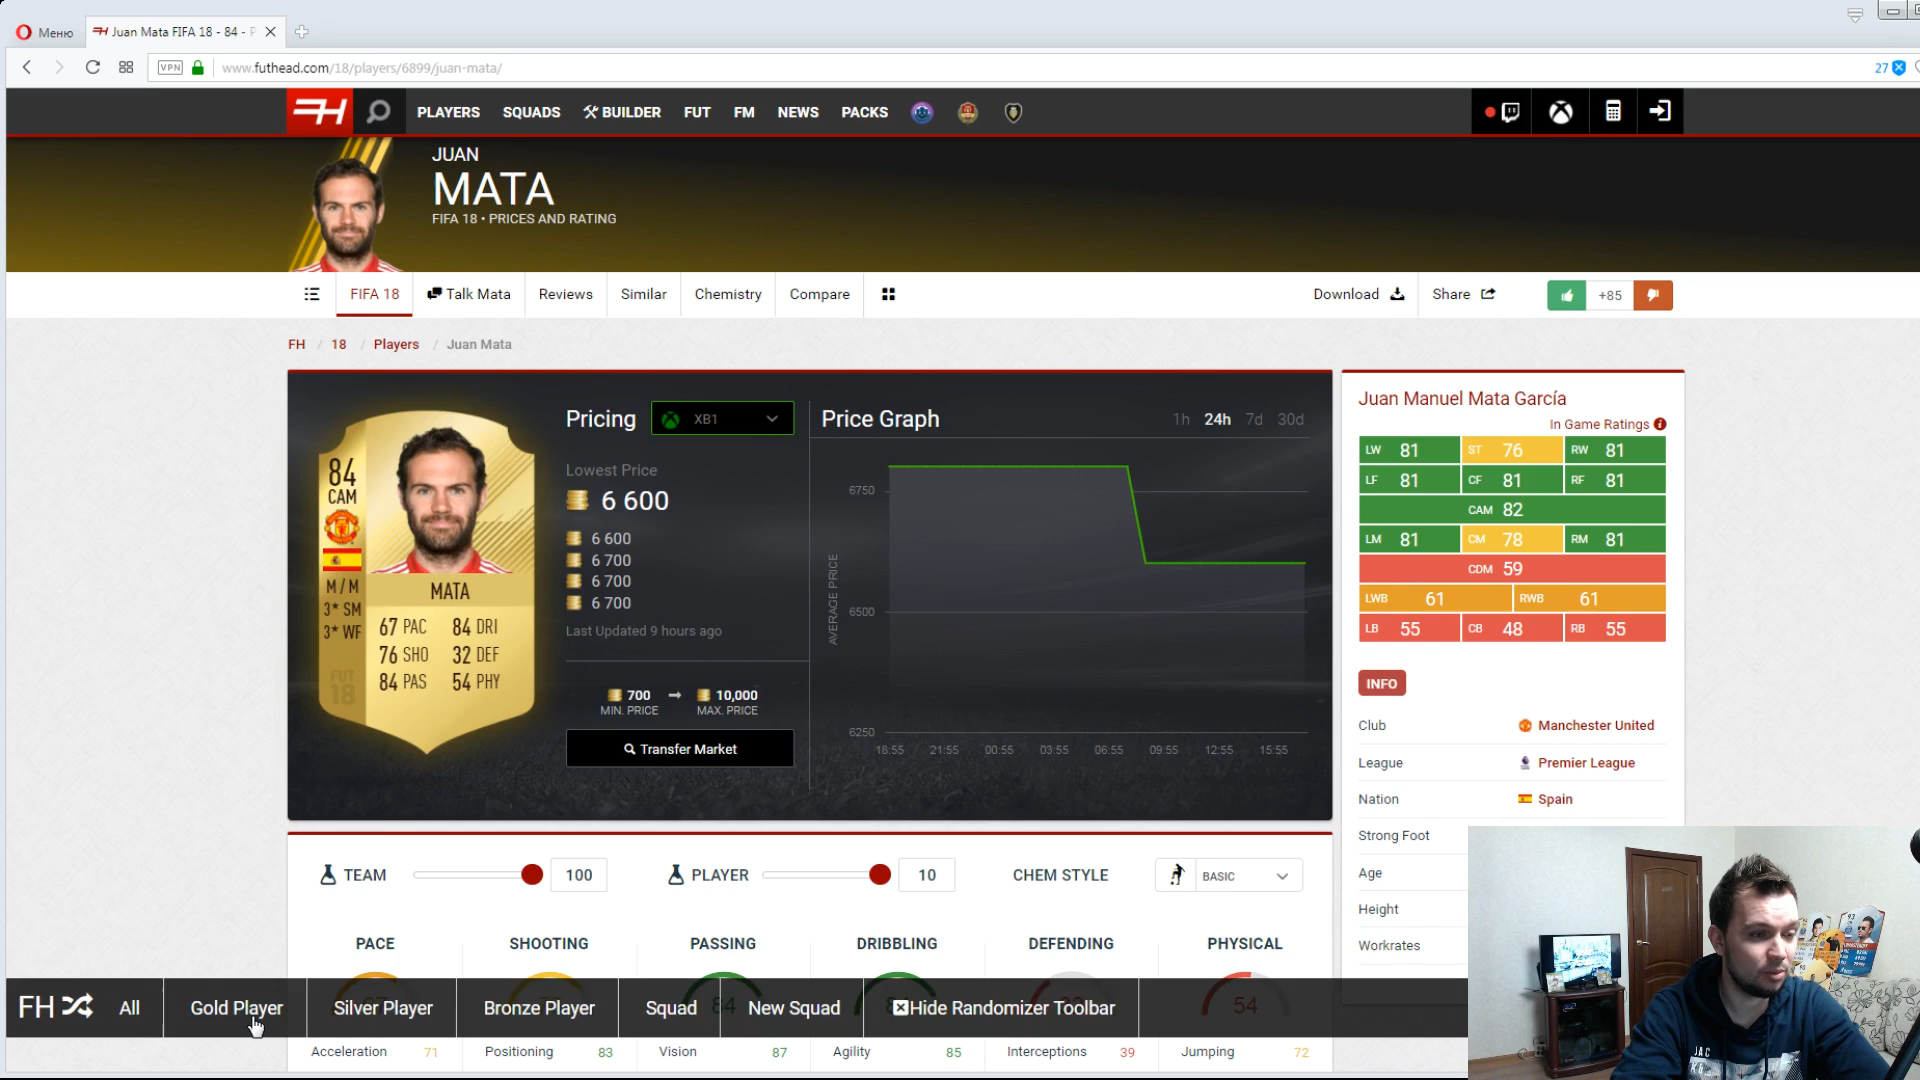 Меню
Juan Mata FIFA 18 - 84 - P
VPN
www.futhead.com/18/players/6899/juan-mata/
27
FH
PLAYERS
SQUADS
BUILDER
FUT
FM
NEWS
PACKS
JUAN
MATA
FIFA 18 • PRICES AND RATING
FIFA 18
Talk Mata
Reviews
Similar
Chemistry
Compare
Download
Share
+85
FH / 18 / Players / Juan Mata
84
CAM
M / M
3* SM
3* WF
FUT
18
MATA
67 PAC 84 DRI
76 SHO 32 DEF
84 PAS 54 PHY
Pricing
XB1
Lowest Price
6 600
6 600
6 700
6 700
6 700
Last Updated 9 hours ago
700
MIN. PRICE
10,000
MAX. PRICE
Transfer Market
Price Graph
1h 24h 7d 30d
AVERAGE PRICE
6750
6500
6250
18:55 21:55 00:55 03:55 06:55 09:55 12:55 15:55
Juan Manuel Mata García
In Game Ratings
LW 81 ST 76 RW 81
LF 81 CF 81 RF 81
CAM 82
LM 81 CM 78 RM 81
CDM 59
LWB 61 RWB 61
LB 55 CB 48 RB 55
INFO
Club Manchester United
League Premier League
Nation Spain
Strong Foot
Age
Height
Workrates
TEAM 100
PLAYER 10
CHEM STYLE
BASIC
PACE SHOOTING PASSING DRIBBLING DEFENDING PHYSICAL
54
FH All Gold Player Silver Player Bronze Player Squad New Squad Hide Randomizer Toolbar
Acceleration 71 Positioning 83 Vision 87 Agility 85 Interceptions 39 Jumping 72